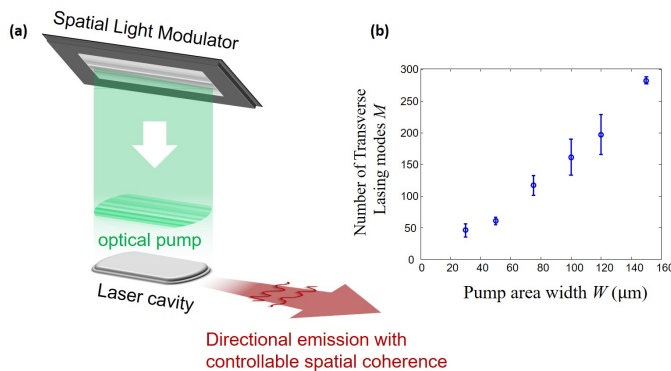 (a)
Spatial Light Modulator
optical pump
Laser cavity
Directional emission with
controllable spatial coherence
(b)
Number of Transverse
Lasing modes M
300
250
200
150
100
50
0
0 20 40 60 80 100 120 140 160
Pump area width W (μm)